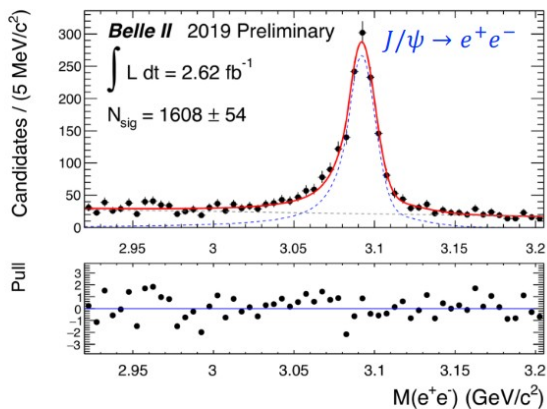 Belle II 2019 Preliminary
J/ψ → e⁺e⁻
∫ L dt = 2.62 fb⁻¹
N_sig = 1608 ± 54
Candidates / (5 MeV/c²)
300
250
200
150
100
50
0
2.95 3 3.05 3.1 3.15 3.2
Pull
3
2
1
0
−1
−2
−3
2.95 3 3.05 3.1 3.15 3.2
M(e⁺e⁻) (GeV/c²)